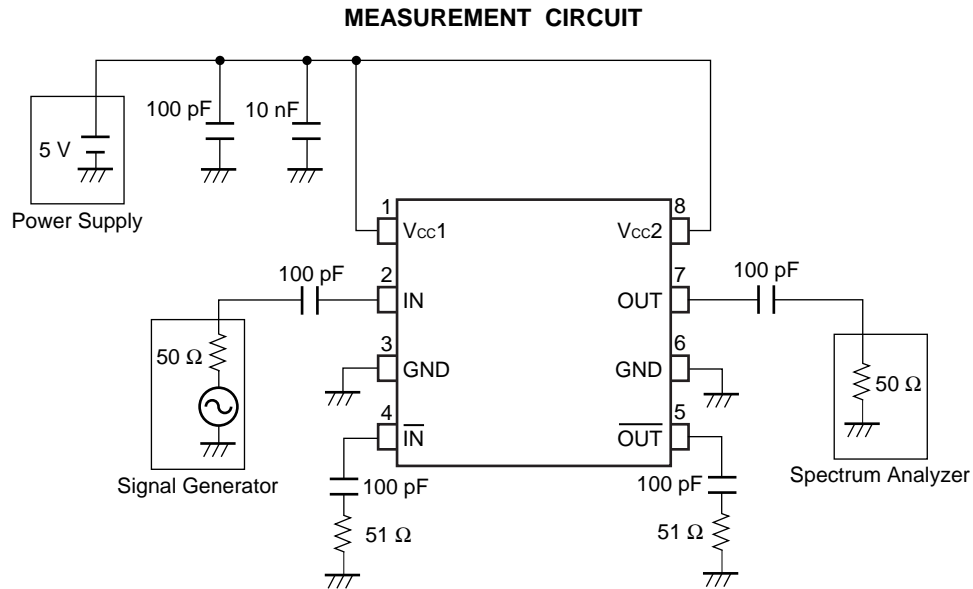 MEASUREMENT CIRCUIT
100 pF
10 nF
5 V
Power Supply
1
VCC1
8
VCC2
100 pF
2
IN
7
OUT
100 pF
50 Ω
3
GND
6
GND
50 Ω
4
I̅N̅
5
O̅U̅T̅
Signal Generator
100 pF
100 pF
Spectrum Analyzer
51 Ω
51 Ω